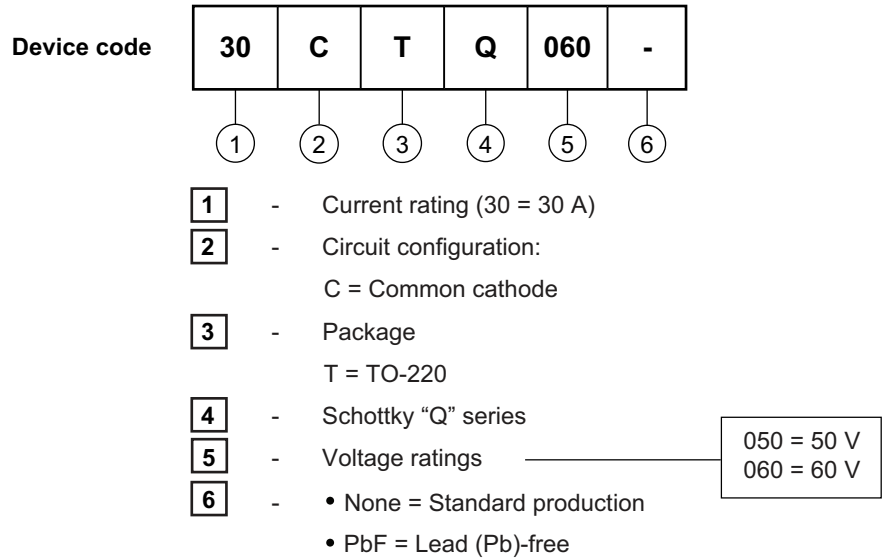 Device code 30 C T Q 060 -
1 2 3 4 5 6
1 - Current rating (30 = 30 A)
2 - Circuit configuration:
C = Common cathode
3 - Package
T = TO-220
4 - Schottky “Q” series
5 - Voltage ratings
050 = 50 V
060 = 60 V
6 - • None = Standard production
• PbF = Lead (Pb)-free